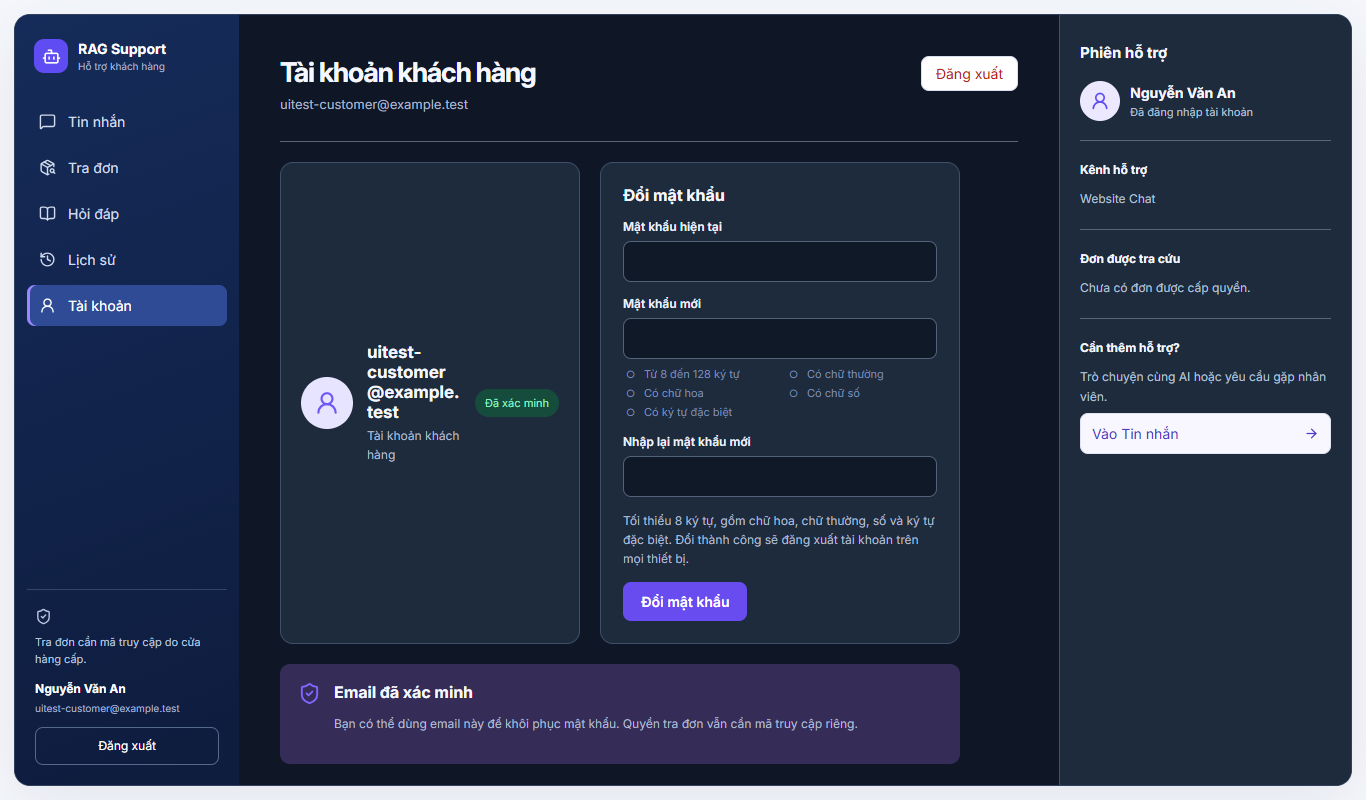 RAG Support
Hỗ trợ khách hàng
Tin nhắn
Tra đơn
Hỏi đáp
Lịch sử
Tài khoản
Tra đơn cần mã truy cập do cửa
hàng cấp.
Nguyễn Văn An
uitest-customer@example.test
Đăng xuất
Tài khoản khách hàng
uitest-customer@example.test
Đăng xuất
uitest-
customer
@example.
test
Tài khoản khách
hàng
Đã xác minh
Đổi mật khẩu
Mật khẩu hiện tại
Mật khẩu mới
Từ 8 đến 128 ký tự
Có chữ thường
Có chữ hoa
Có chữ số
Có ký tự đặc biệt
Nhập lại mật khẩu mới
Tối thiểu 8 ký tự, gồm chữ hoa, chữ thường, số và ký tự
đặc biệt. Đổi thành công sẽ đăng xuất tài khoản trên
mọi thiết bị.
Đổi mật khẩu
Email đã xác minh
Bạn có thể dùng email này để khôi phục mật khẩu. Quyền tra đơn vẫn cần mã truy cập riêng.
Phiên hỗ trợ
Nguyễn Văn An
Đã đăng nhập tài khoản
Kênh hỗ trợ
Website Chat
Đơn được tra cứu
Chưa có đơn được cấp quyền.
Cần thêm hỗ trợ?
Trò chuyện cùng AI hoặc yêu cầu gặp nhân
viên.
Vào Tin nhắn